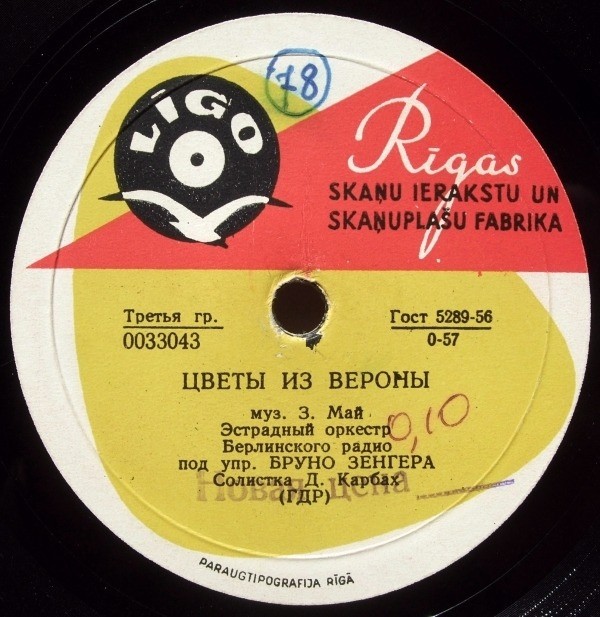 78
LĪGO
Rīgas
SKAŅU IERAKSTU UN
SKAŅUPLAŠU FABRIKA
Третья гр.
0033043
Гост 5289-56
0-57
ЦВЕТЫ ИЗ ВЕРОНЫ
муз. З. Май
Эстрадный оркестр
Берлинского радио
под упр. БРУНО ЗЕНГЕРА
Солистка Д. Карбах
(ГДР)
0,10
Новая цена
PARAUGTIPOGRAFIJA RĪGĀ